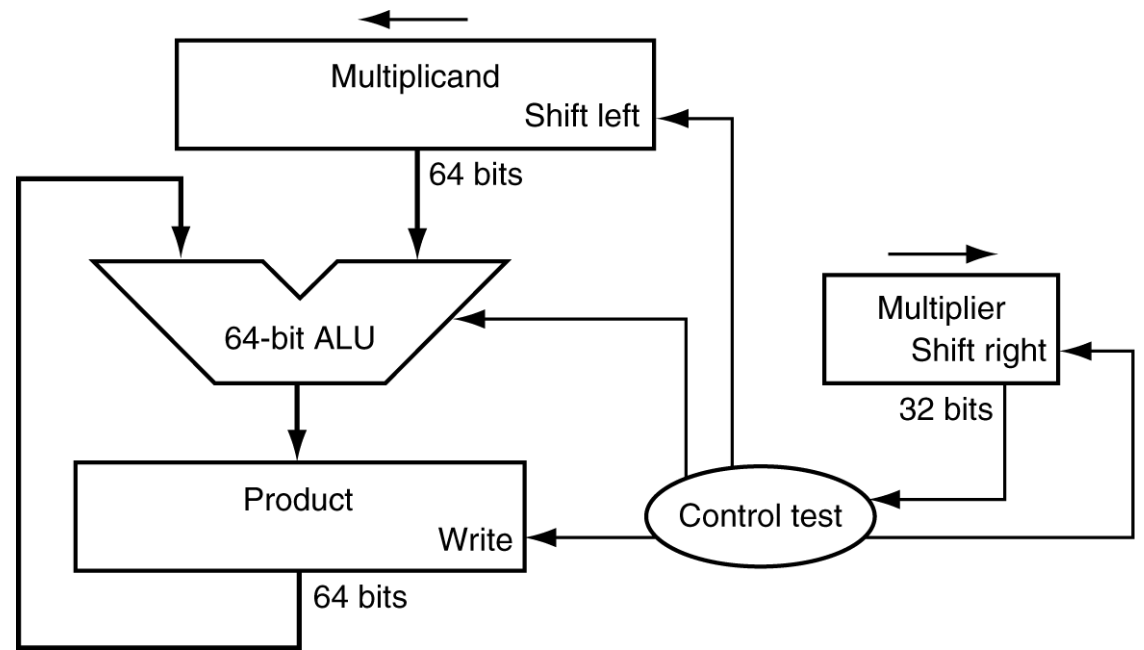 Multiplicand
Shift left
64 bits
64-bit ALU
Multiplier
Shift right
32 bits
Product
Write
Control test
64 bits